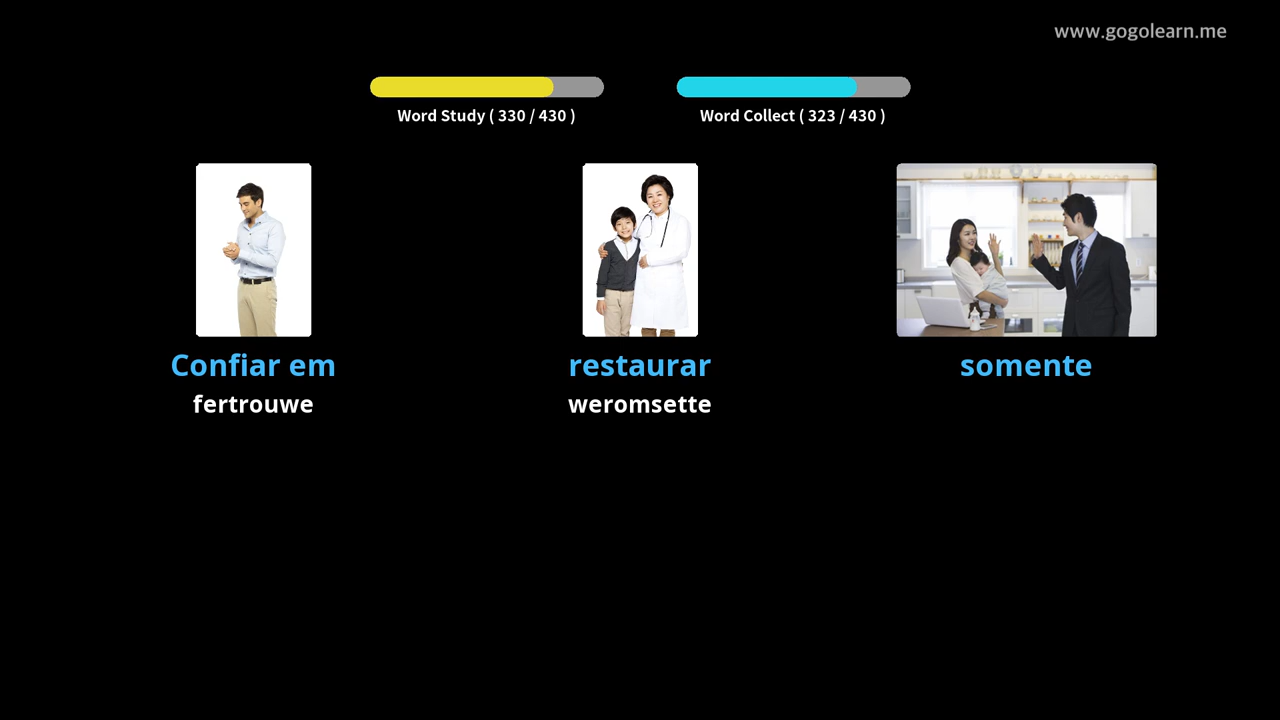 www.gogolearn.me
Word Study ( 330 / 430 )
Word Collect ( 323 / 430 )
Confiar em
fertrouwe
restaurar
weromsette
somente